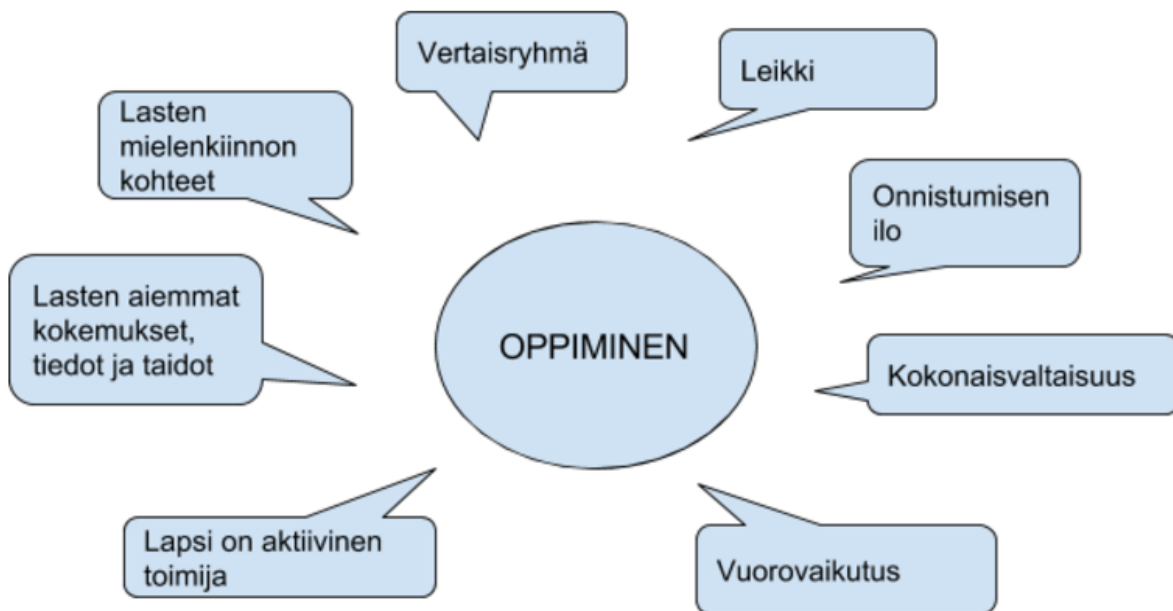 Vertaisryhmä
Leikki
Lasten
mielenkiinnon
kohteet
Onnistumisen
ilo
Lasten aiemmat
kokemukset,
tiedot ja taidot
OPPIMINEN
Kokonaisvaltaisuus
Lapsi on aktiivinen
toimija
Vuorovaikutus